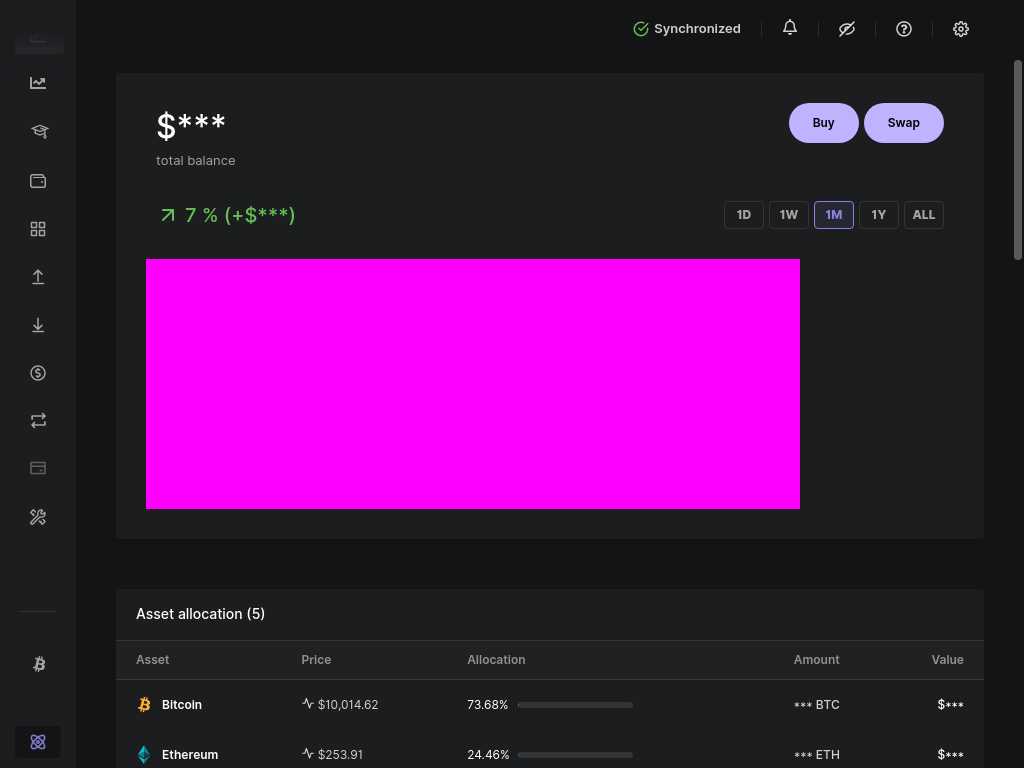 Synchronized
$***
total balance
Buy
Swap
7 % (+$***)
1D
1W
1M
1Y
ALL
Asset allocation (5)
Asset Price Allocation Amount Value
Bitcoin $10,014.62 73.68% *** BTC $***
Ethereum $253.91 24.46% *** ETH $***